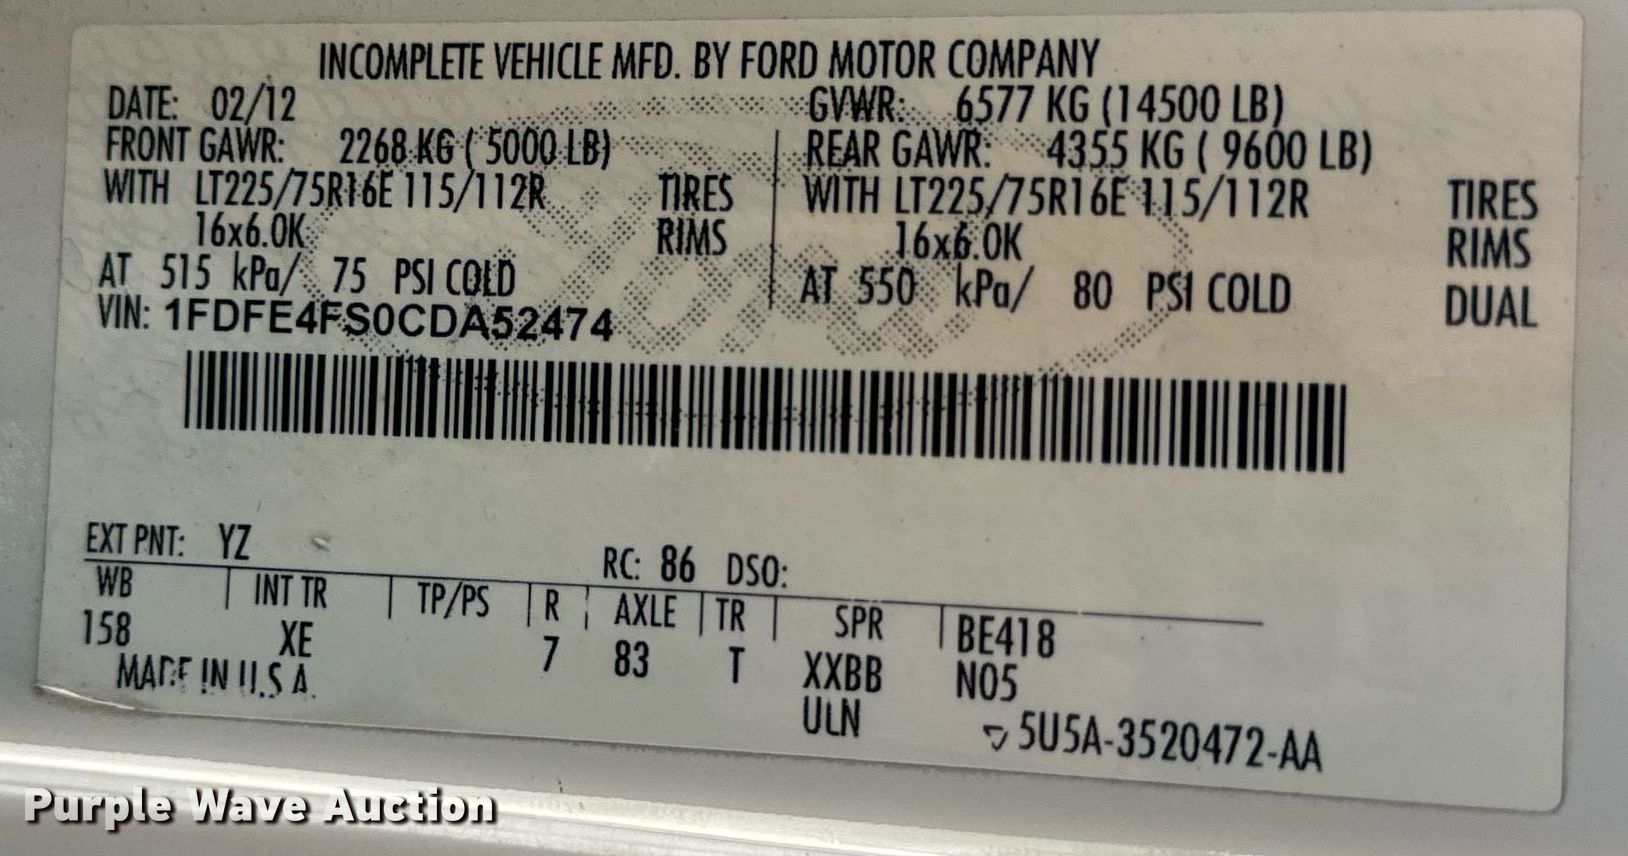 INCOMPLETE VEHICLE MFD. BY FORD MOTOR COMPANY
DATE: 02/12 GVWR: 6577 KG (14500 LB)
FRONT GAWR: 2268 KG ( 5000 LB) REAR GAWR: 4355 KG ( 9600 LB)
WITH LT225/75R16E 115/112R TIRES WITH LT225/75R16E 115/112R TIRES
16x6.0K RIMS 16x6.0K RIMS
AT 515 kPa/ 75 PSI COLD AT 550 kPa/ 80 PSI COLD DUAL
VIN: 1FDFE4FS0CDA52474
EXT PNT: YZ RC: 86 DSO:
WB INT TR TP/PS R AXLE TR SPR BE418
158 XE 7 83 T XXBB N05
MADE IN U.S.A. ULN
5U5A-3520472-AA
Purple Wave Auction